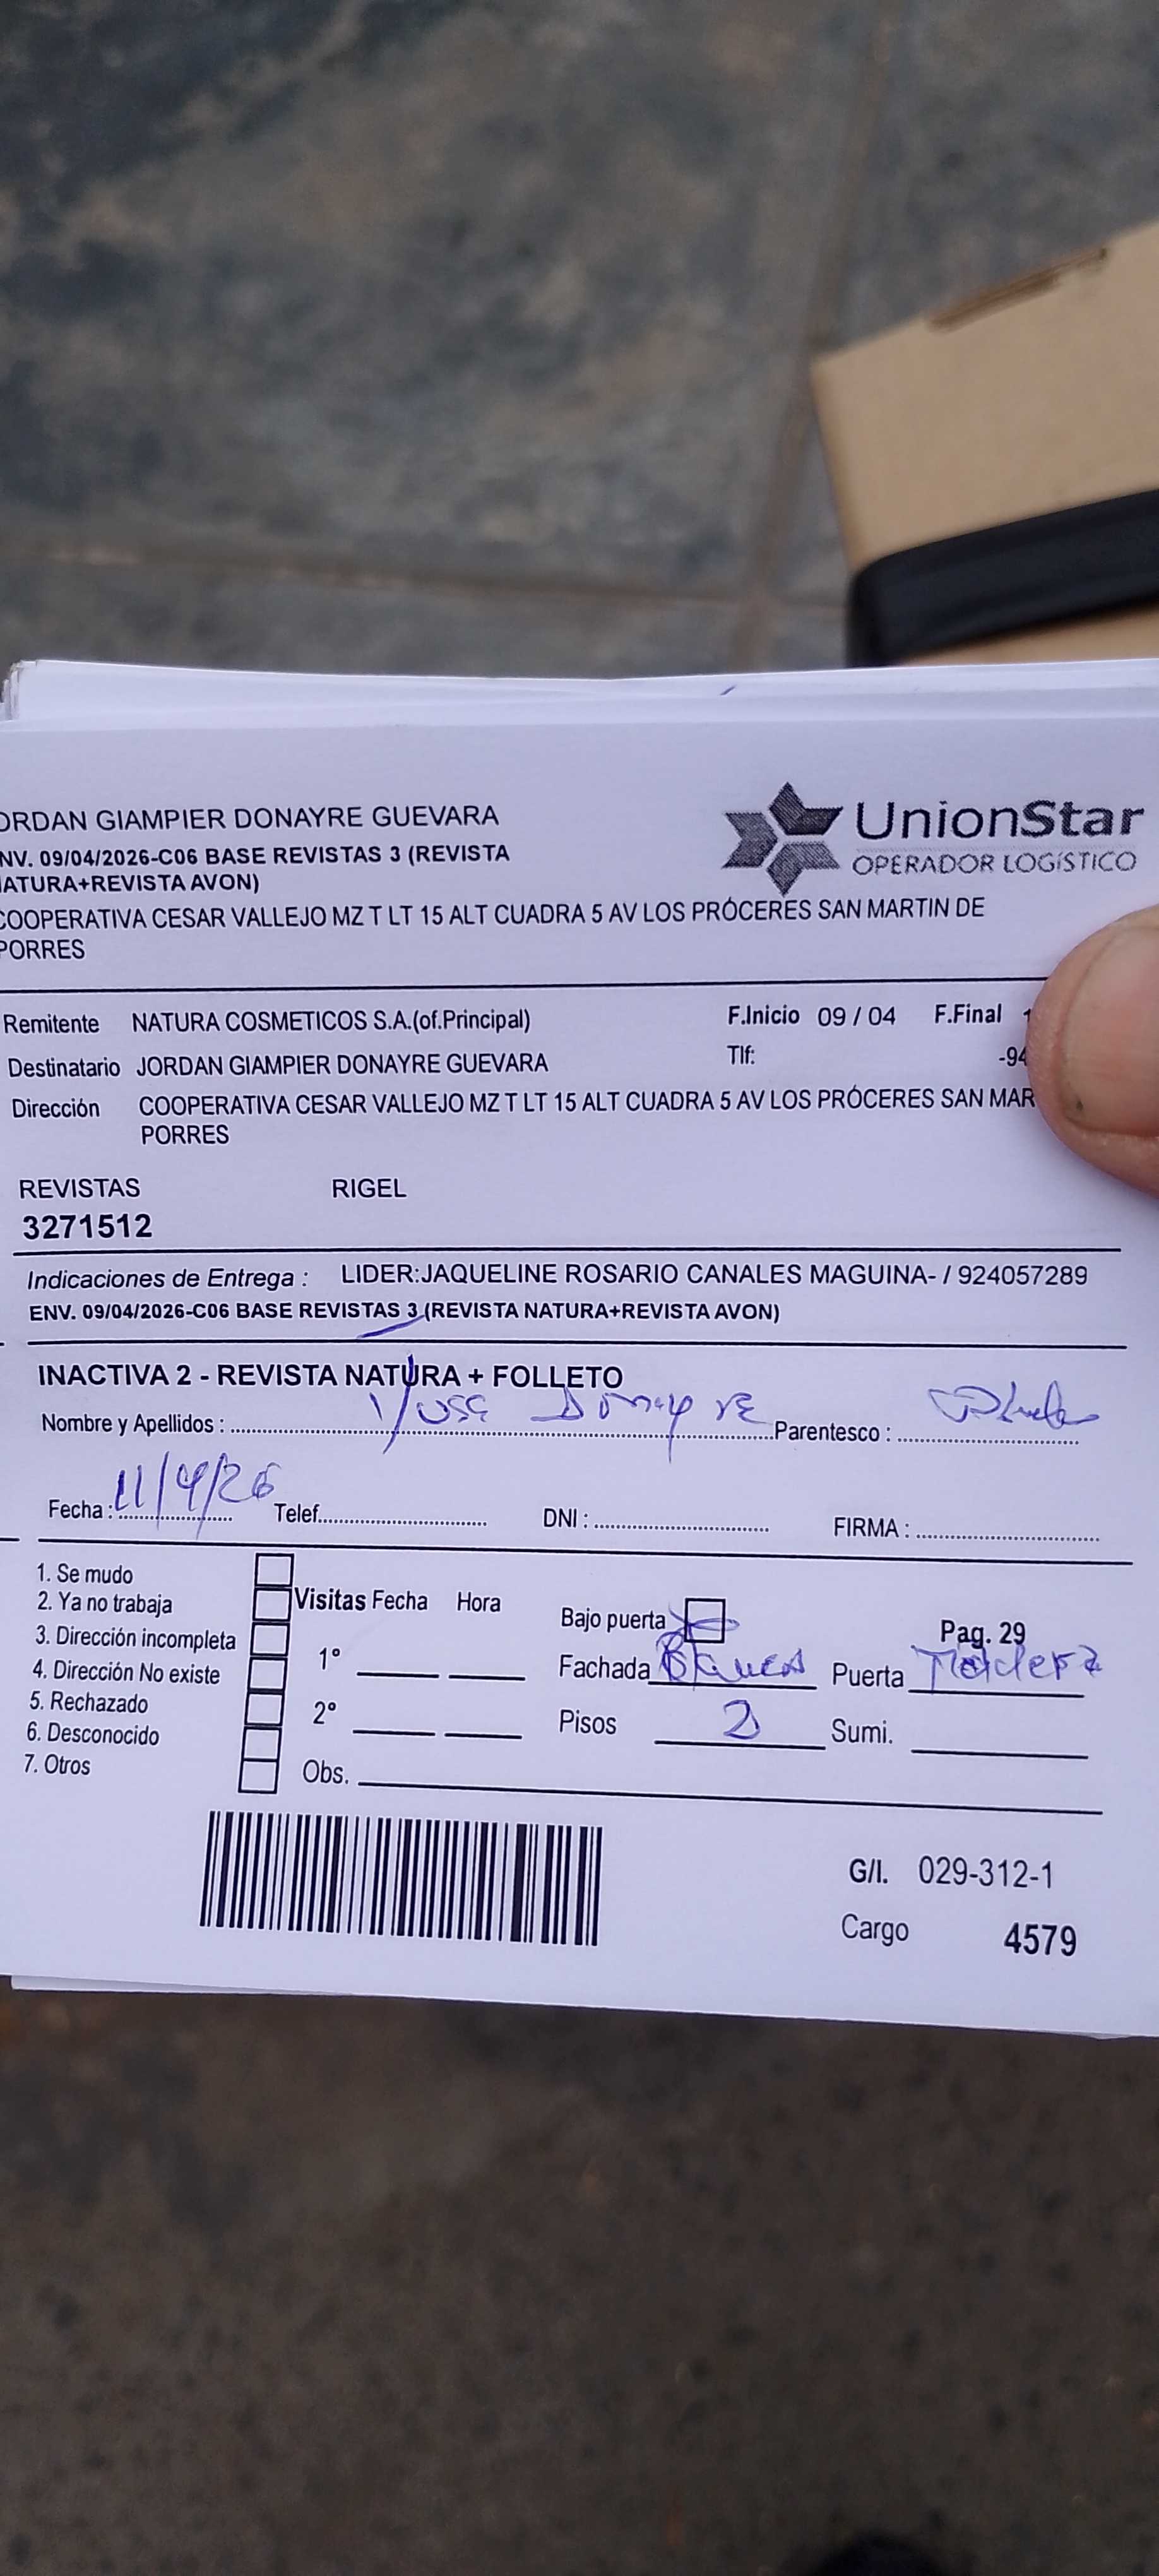 ORDAN GIAMPIER DONAYRE GUEVARA
NV. 09/04/2026-C06 BASE REVISTAS 3 (REVISTA
ATURA+REVISTA AVON)
COOPERATIVA CESAR VALLEJO MZ T LT 15 ALT CUADRA 5 AV LOS PRÓCERES SAN MARTIN DE
PORRES
UnionStar
OPERADOR LOGÍSTICO
Remitente NATURA COSMETICOS S.A.(of.Principal) F.Inicio 09 / 04 F.Final
Destinatario JORDAN GIAMPIER DONAYRE GUEVARA Tlf: -94
Dirección COOPERATIVA CESAR VALLEJO MZ T LT 15 ALT CUADRA 5 AV LOS PRÓCERES SAN MAR
PORRES
REVISTAS RIGEL
3271512
Indicaciones de Entrega : LIDER:JAQUELINE ROSARIO CANALES MAGUINA- / 924057289
ENV. 09/04/2026-C06 BASE REVISTAS 3 (REVISTA NATURA+REVISTA AVON)
INACTIVA 2 - REVISTA NATURA + FOLLETO
Nombre y Apellidos : DonayRE Parentesco :
Fecha : 11/4/26 Telef. DNI : FIRMA :
1. Se mudo
2. Ya no trabaja
3. Dirección incompleta
4. Dirección No existe
5. Rechazado
6. Desconocido
7. Otros
Visitas Fecha Hora
1°
2°
Obs.
Bajo puerta Pag. 29
Fachada Blanca Puerta
Pisos 2 Sumi.
G/I. 029-312-1
Cargo 4579